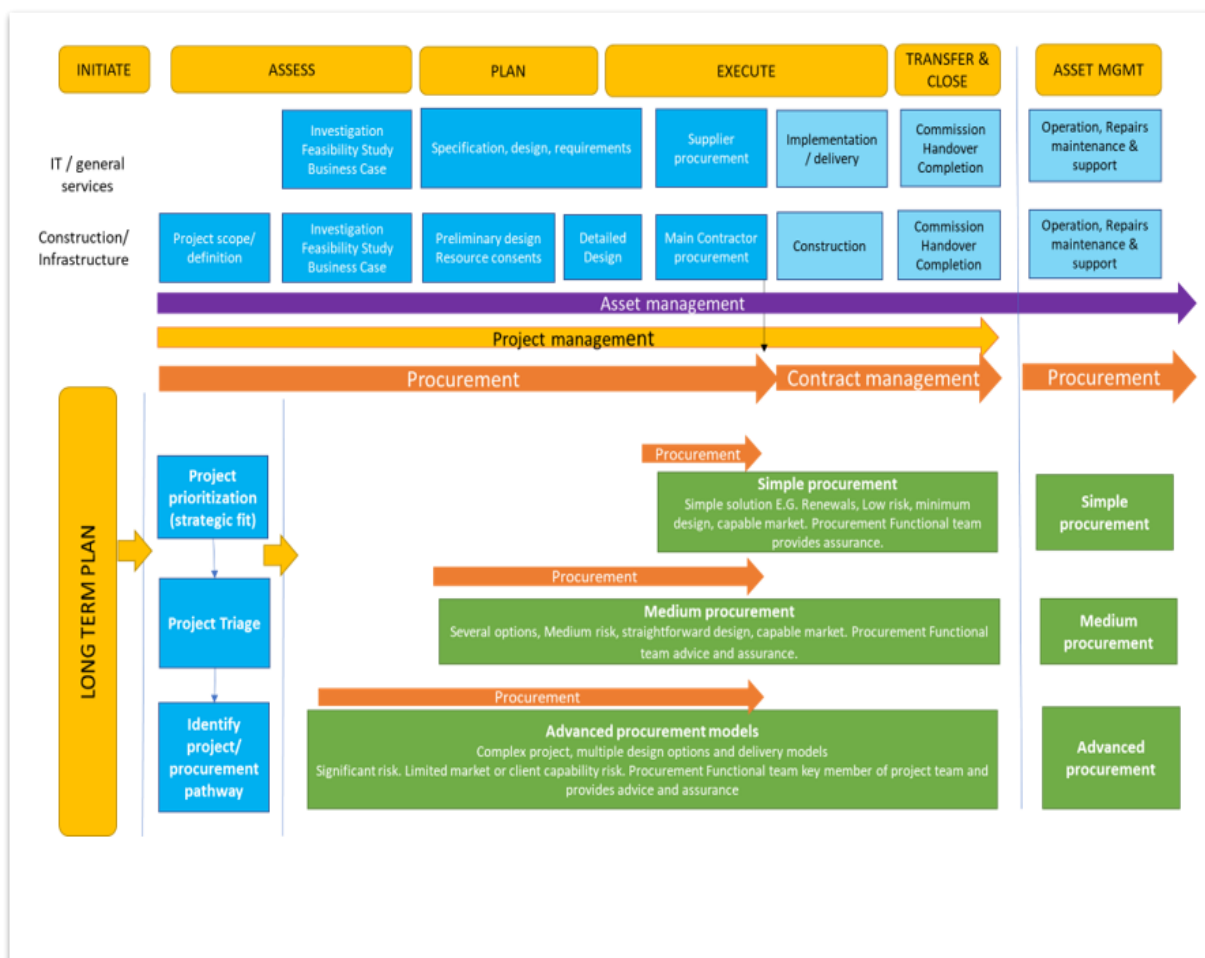 INITIATE
ASSESS
PLAN
EXECUTE
TRANSFER &
CLOSE
ASSET MGMT
IT / general
services
Investigation
Feasibility Study
Business Case
Specification, design, requirements
Supplier
procurement
Implementation
/ delivery
Commission
Handover
Completion
Operation, Repairs
maintenance &
support
Construction/
Infrastructure
Project scope/
definition
Investigation
Feasibility Study
Business Case
Preliminary design
Resource consents
Detailed
Design
Main Contractor
procurement
Construction
Commission
Handover
Completion
Operation, Repairs
maintenance &
support
Asset management
Project management
Procurement
Contract management
Procurement
LONG TERM PLAN
Project
prioritization
(strategic fit)
Project Triage
Identify
project/
procurement
pathway
Procurement
Simple procurement
Simple solution E.G. Renewals, Low risk, minimum
design, capable market. Procurement Functional team
provides assurance.
Simple
procurement
Procurement
Medium procurement
Several options, Medium risk, straightforward design, capable market. Procurement Functional
team advice and assurance.
Medium
procurement
Procurement
Advanced procurement models
Complex project, multiple design options and delivery models
Significant risk. Limited market or client capability risk. Procurement Functional team key member of project team and
provides advice and assurance
Advanced
procurement